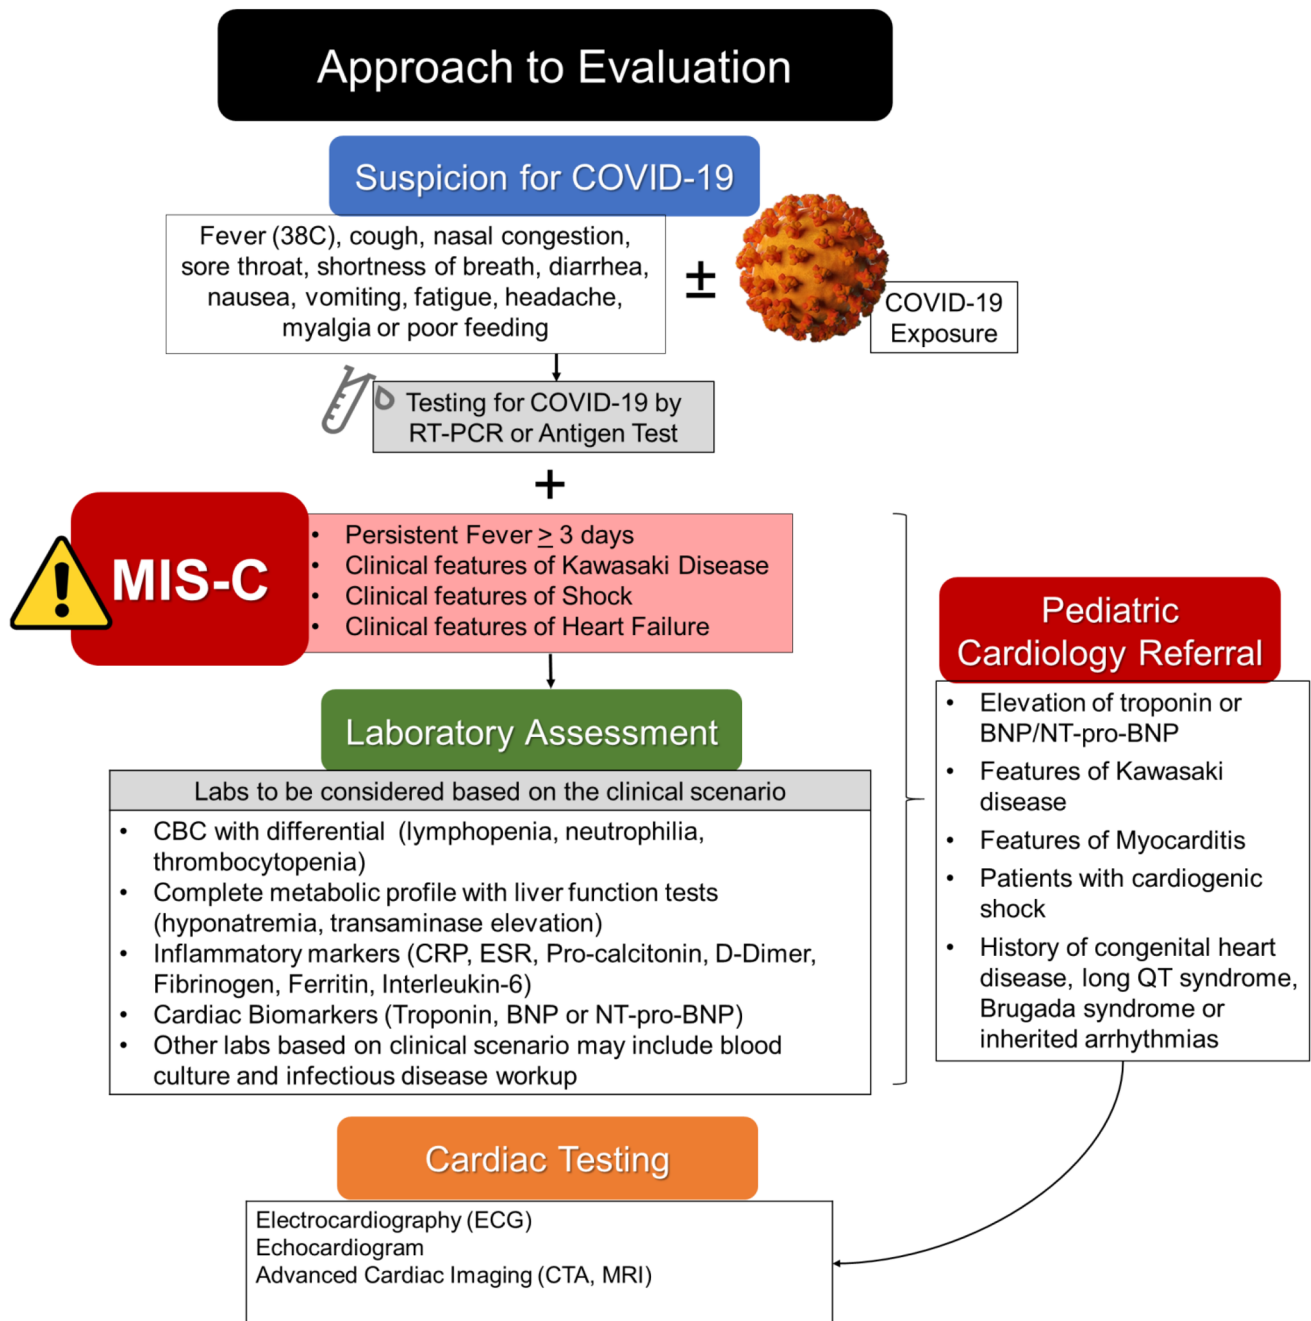 Approach to Evaluation
Suspicion for COVID-19
Fever (38C), cough, nasal congestion,
sore throat, shortness of breath, diarrhea,
nausea, vomiting, fatigue, headache,
myalgia or poor feeding
±
COVID-19
Exposure
Testing for COVID-19 by
RT-PCR or Antigen Test
+
MIS-C
• Persistent Fever ≥ 3 days
• Clinical features of Kawasaki Disease
• Clinical features of Shock
• Clinical features of Heart Failure
Laboratory Assessment
Labs to be considered based on the clinical scenario
• CBC with differential (lymphopenia, neutrophilia,
thrombocytopenia)
• Complete metabolic profile with liver function tests
(hyponatremia, transaminase elevation)
• Inflammatory markers (CRP, ESR, Pro-calcitonin, D-Dimer,
Fibrinogen, Ferritin, Interleukin-6)
• Cardiac Biomarkers (Troponin, BNP or NT-pro-BNP)
• Other labs based on clinical scenario may include blood
culture and infectious disease workup
Pediatric
Cardiology Referral
• Elevation of troponin or
BNP/NT-pro-BNP
• Features of Kawasaki
disease
• Features of Myocarditis
• Patients with cardiogenic
shock
• History of congenital heart
disease, long QT syndrome,
Brugada syndrome or
inherited arrhythmias
Cardiac Testing
Electrocardiography (ECG)
Echocardiogram
Advanced Cardiac Imaging (CTA, MRI)